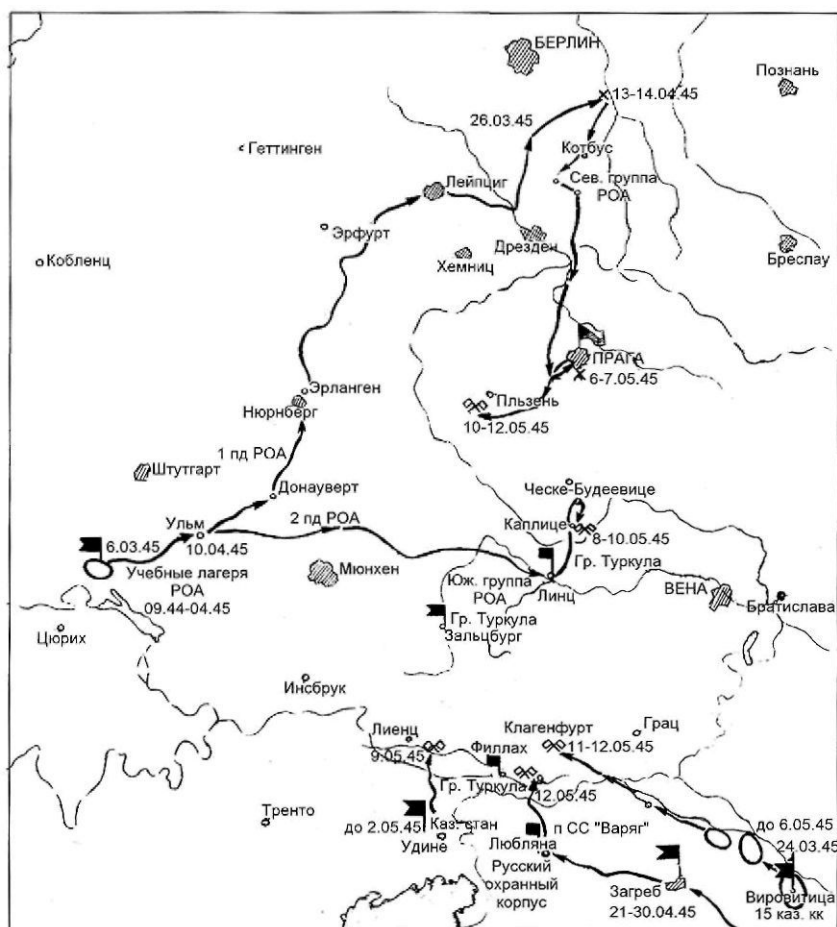 БЕРЛИН
Познань
13-14.04.45
26.03.45
Геттинген
Котбус
Лейпциг
Сев. группа
РОА
Эрфурт
Дрезден
Бреслау
Кобленц
Хемниц
ПРАГА
6-7.05.45
Эрланген
Пльзень
Нюрнберг
10-12.05.45
1 пд РОА
Штутгарт
Ческе-Будеевице
Донауверт
Ульм
2 пд РОА
Каплице
6.03.45
10.04.45
8-10.05.45
Учебные лагеря
РОА
09.44-04.45
Мюнхен
Гр. Туркула
Юж. группа
РОА
Линц
ВЕНА
Братислава
Гр. Туркула
Зальцбург
Цюрих
Инсбрук
Клагенфурт
Грац
Лиенц
9.05.45
Филлах
11-12.05.45
Гр. Туркула
12.05.45
Тренто
до 2.05.45
Каз. стан
Удине
п СС "Варяг"
до 6.05.45
24.03.45
Любляна
Русский
охранный
корпус
Загреб
21-30.04.45
Вировитица
15 каз. кк